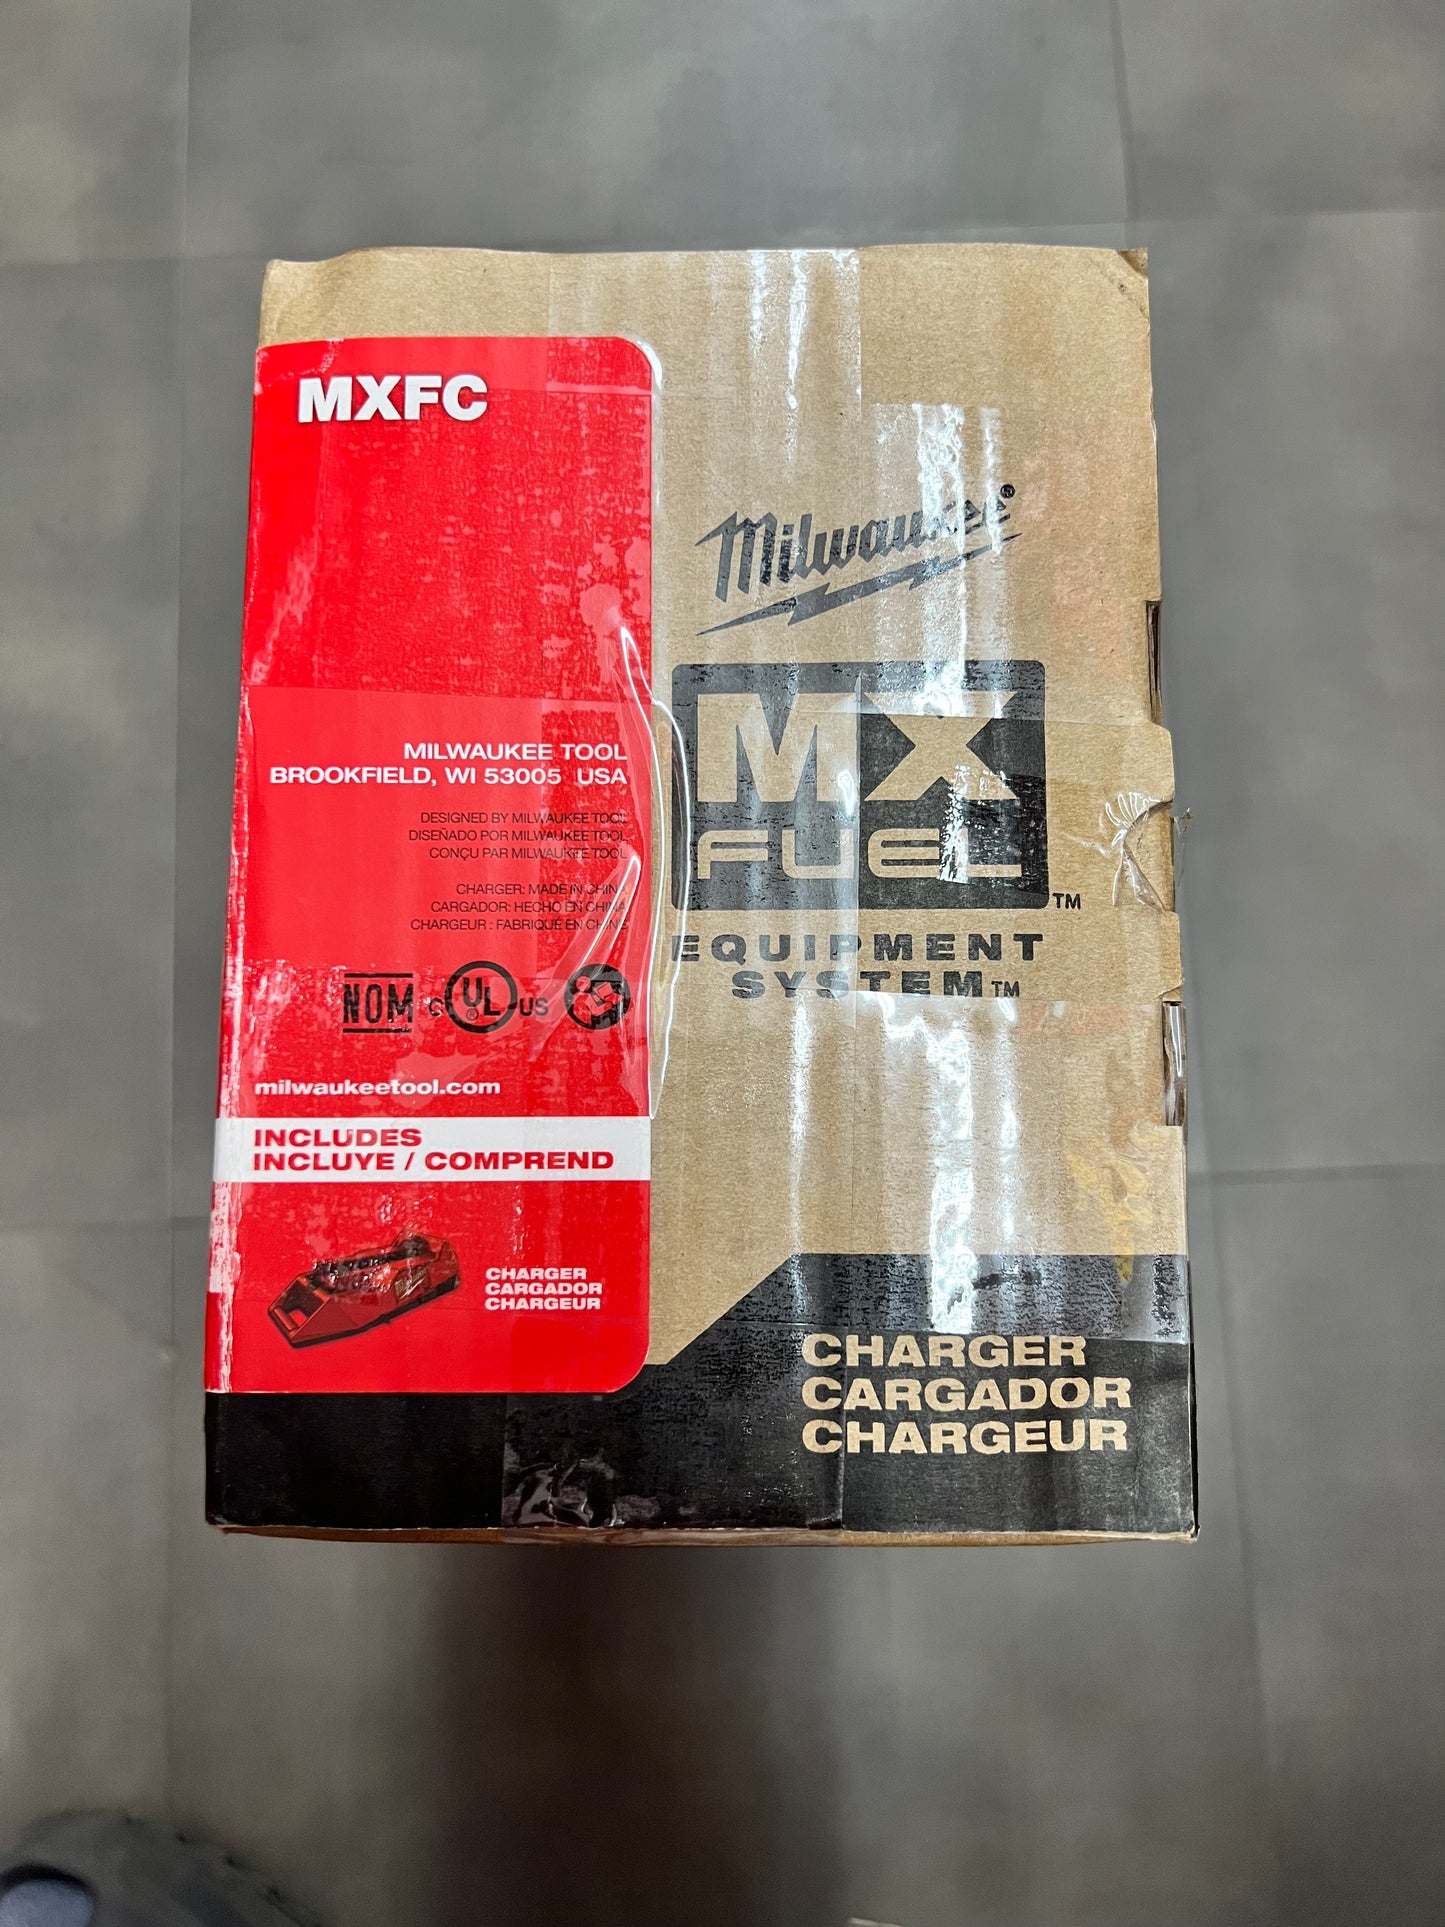 MXFC
MILWAUKEE TOOL
BROOKFIELD, WI 53005 USA
DESIGNED BY MILWAUKEE TOOL
DISEÑADO POR MILWAUKEE TOOL
CONÇU PAR MILWAUKEE TOOL
CHARGER: MADE IN CHINA
CARGADOR: HECHO EN CHINA
CHARGEUR : FABRIQUÉ EN CHINE
NOM C UL® US
milwaukeetool.com
INCLUDES
INCLUYE / COMPREND
CHARGER
CARGADOR
CHARGEUR
Milwaukee®
MX
FUEL™
EQUIPMENT
SYSTEM™
CHARGER
CARGADOR
CHARGEUR